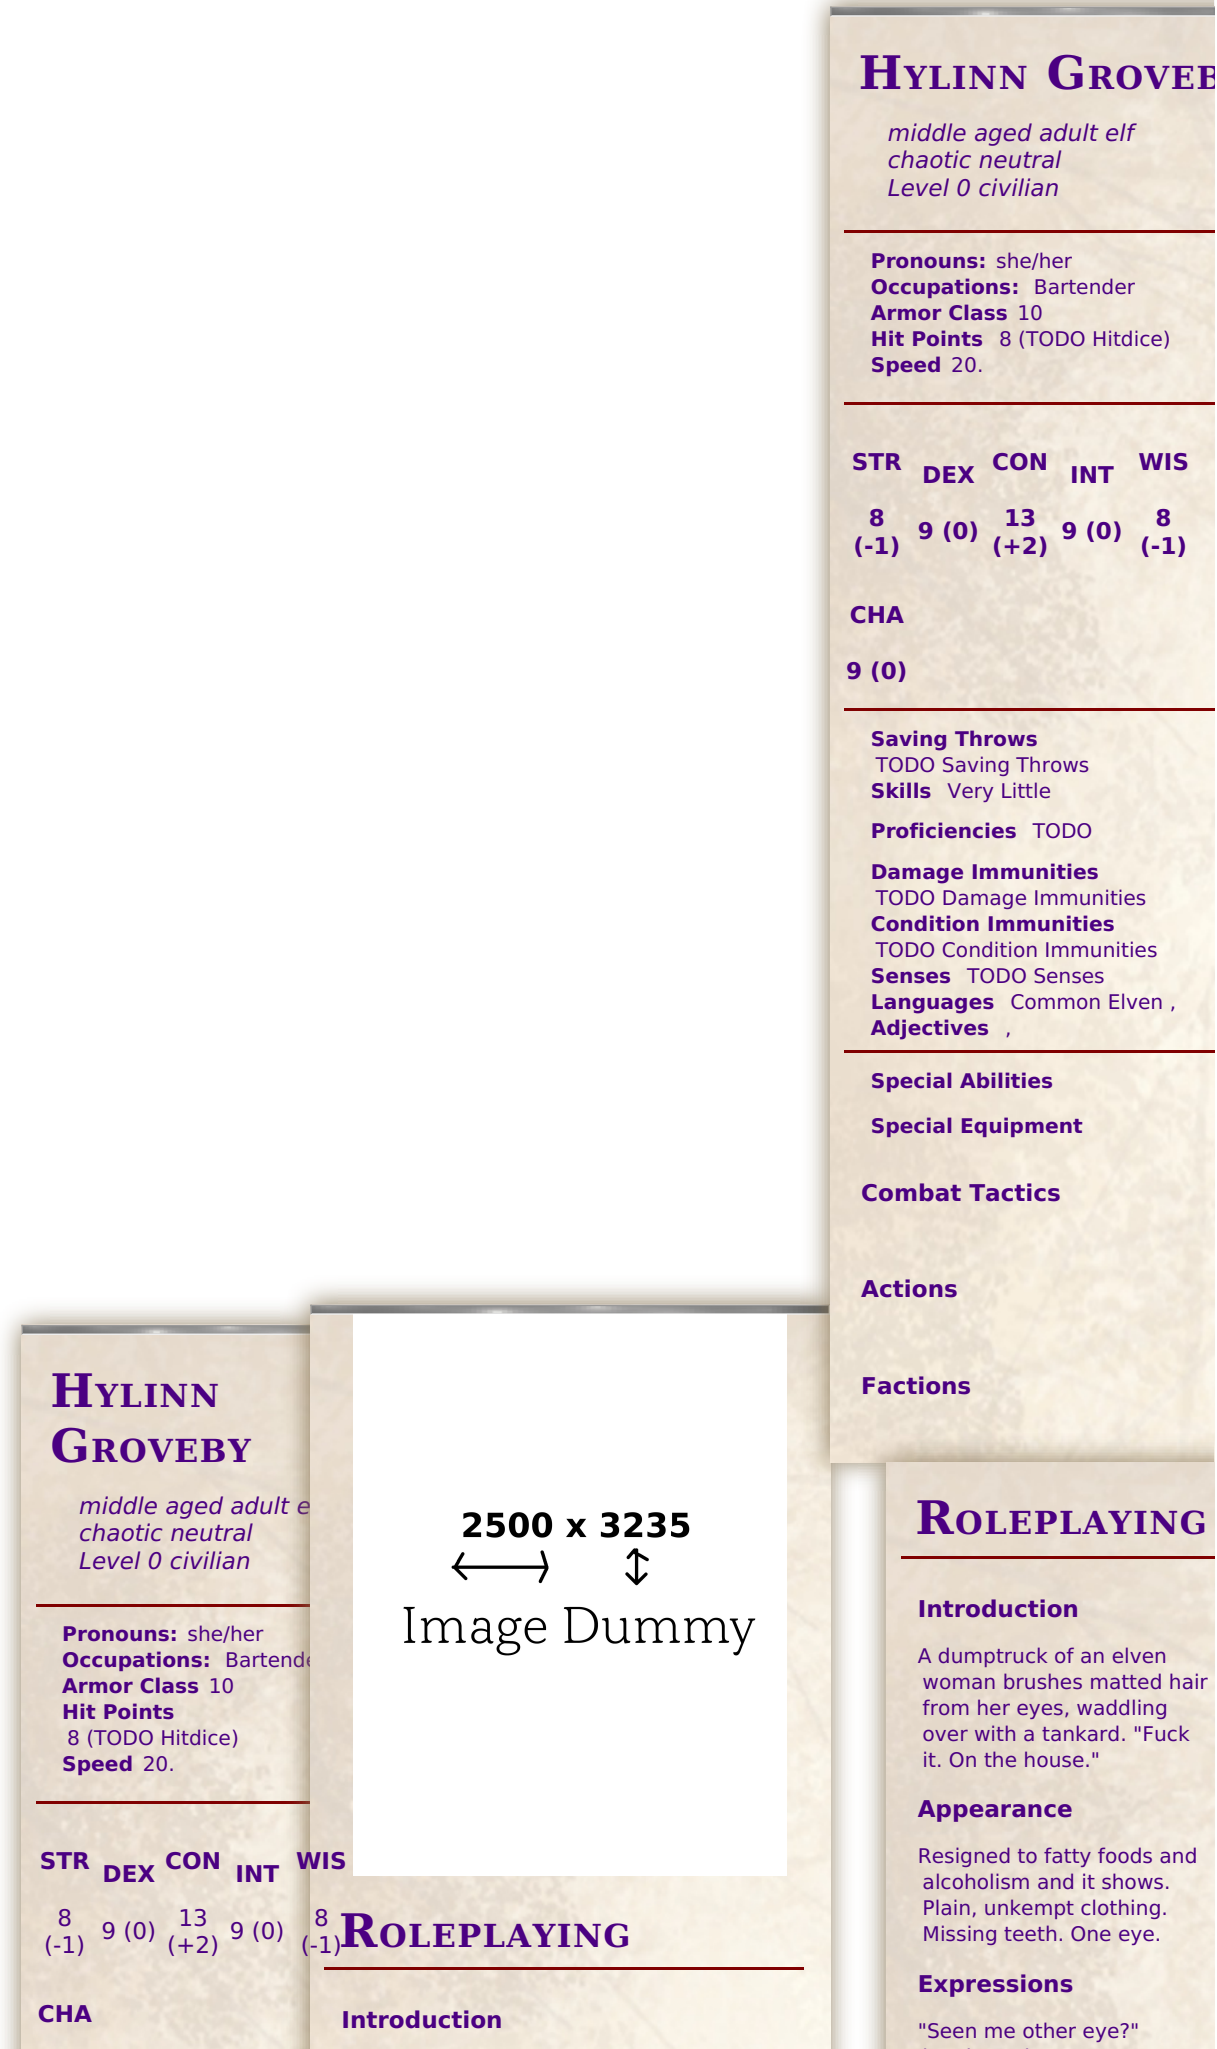 HYLINN GROVEB
middle aged adult elf
chaotic neutral
Level 0 civilian
Pronouns: she/her
Occupations: Bartender
Armor Class 10
Hit Points 8 (TODO Hitdice)
Speed 20.
STR DEX CON INT WIS
8 (-1) 9 (0) 13 (+2) 9 (0) 8 (-1)
CHA
9 (0)
Saving Throws
TODO Saving Throws
Skills Very Little
Proficiencies TODO
Damage Immunities
TODO Damage Immunities
Condition Immunities
TODO Condition Immunities
Senses TODO Senses
Languages Common Elven ,
Adjectives ,
Special Abilities
Special Equipment
Combat Tactics
Actions
Factions
HYLINN
GROVEBY
middle aged adult e
chaotic neutral
Level 0 civilian
Pronouns: she/her
Occupations: Bartende
Armor Class 10
Hit Points
8 (TODO Hitdice)
Speed 20.
STR DEX CON INT WIS
8 (-1) 9 (0) 13 (+2) 9 (0) 8 (-1)
CHA
2500 x 3235
Image Dummy
ROLEPLAYING
Introduction
ROLEPLAYING
Introduction
A dumptruck of an elven
woman brushes matted hair
from her eyes, waddling
over with a tankard. "Fuck
it. On the house."
Appearance
Resigned to fatty foods and
alcoholism and it shows.
Plain, unkempt clothing.
Missing teeth. One eye.
Expressions
"Seen me other eye?"